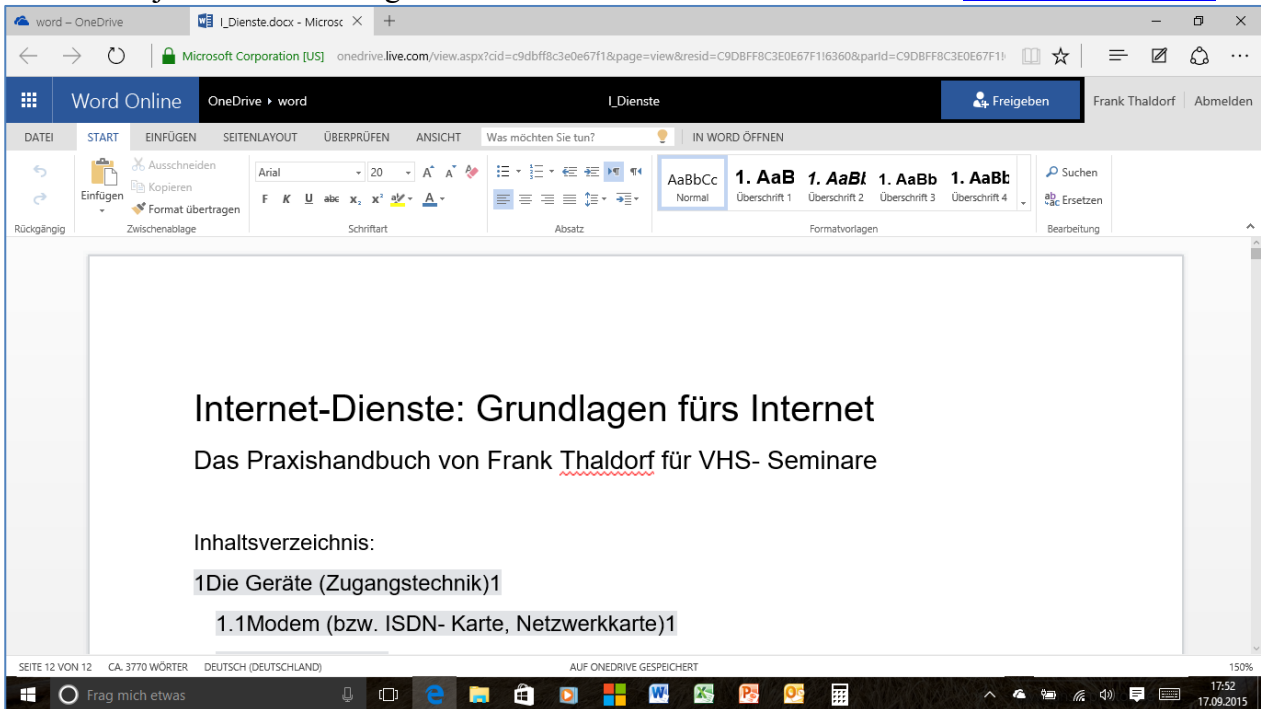 word – OneDrive
I_Dienste.docx - Microsc
Microsoft Corporation [US] onedrive.live.com/view.aspx?cid=c9dbff8c3e0e67f1&page=view&resid=C9DBFF8C3E0E67F1!6360&parId=C9DBFF8C3E0E67F1!
Word Online OneDrive word I_Dienste Freigeben Frank Thaldorf Abmelden
DATEI START EINFÜGEN SEITENLAYOUT ÜBERPRÜFEN ANSICHT Was möchten Sie tun? IN WORD ÖFFNEN
Einfügen
Ausschneiden
Kopieren
Format übertragen
Arial 20
F K U abc x₂ x²
AaBbCc 1. AaB 1. AaBb 1. AaBb 1. AaBb
Normal Überschrift 1 Überschrift 2 Überschrift 3 Überschrift 4
Suchen
Ersetzen
Rückgängig Zwischenablage Schriftart Absatz Formatvorlagen Bearbeitung
Internet-Dienste: Grundlagen fürs Internet
Das Praxishandbuch von Frank Thaldorf für VHS- Seminare
Inhaltsverzeichnis:
1Die Geräte (Zugangstechnik)1
1.1Modem (bzw. ISDN- Karte, Netzwerkkarte)1
SEITE 12 VON 12 CA. 3770 WÖRTER DEUTSCH (DEUTSCHLAND) AUF ONEDRIVE GESPEICHERT 150%
Frag mich etwas
17:52
17.09.2015